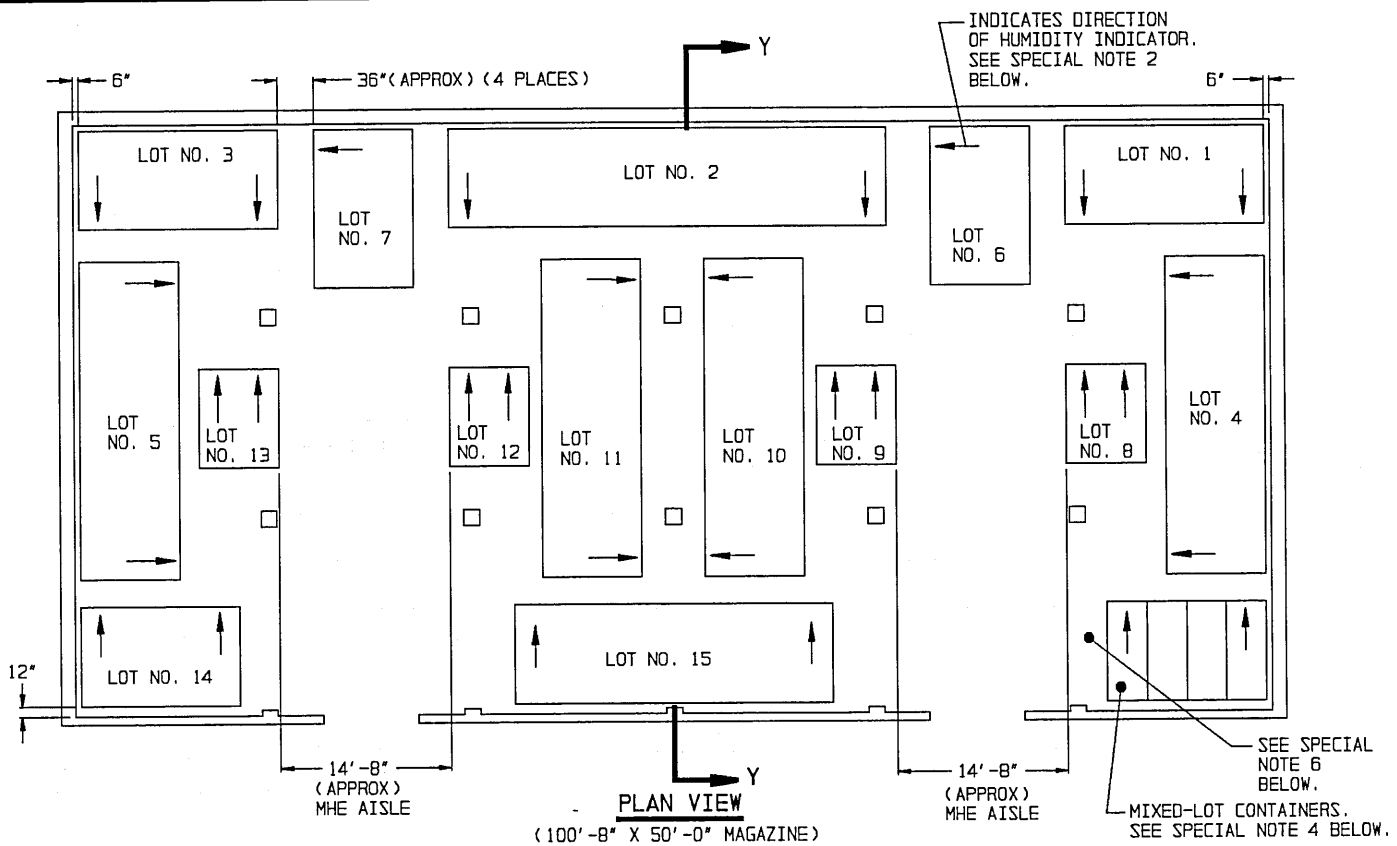 INDICATES DIRECTION
OF HUMIDITY INDICATOR.
SEE SPECIAL NOTE 2
BELOW.
Y
6"
36"(APPROX) (4 PLACES)
6"
LOT NO. 3
LOT
NO. 7
LOT NO. 2
LOT
NO. 6
LOT NO. 1
LOT
NO. 5
LOT
NO. 13
LOT
NO. 12
LOT
NO. 11
LOT
NO. 10
LOT
NO. 9
LOT
NO. 8
LOT
NO. 4
LOT NO. 14
LOT NO. 15
12"
14'-8"
(APPROX)
MHE AISLE
Y
14'-8"
(APPROX)
MHE AISLE
PLAN VIEW
(100'-8" X 50'-0" MAGAZINE)
SEE SPECIAL
NOTE 6
BELOW.
MIXED-LOT CONTAINERS.
SEE SPECIAL NOTE 4 BELOW.